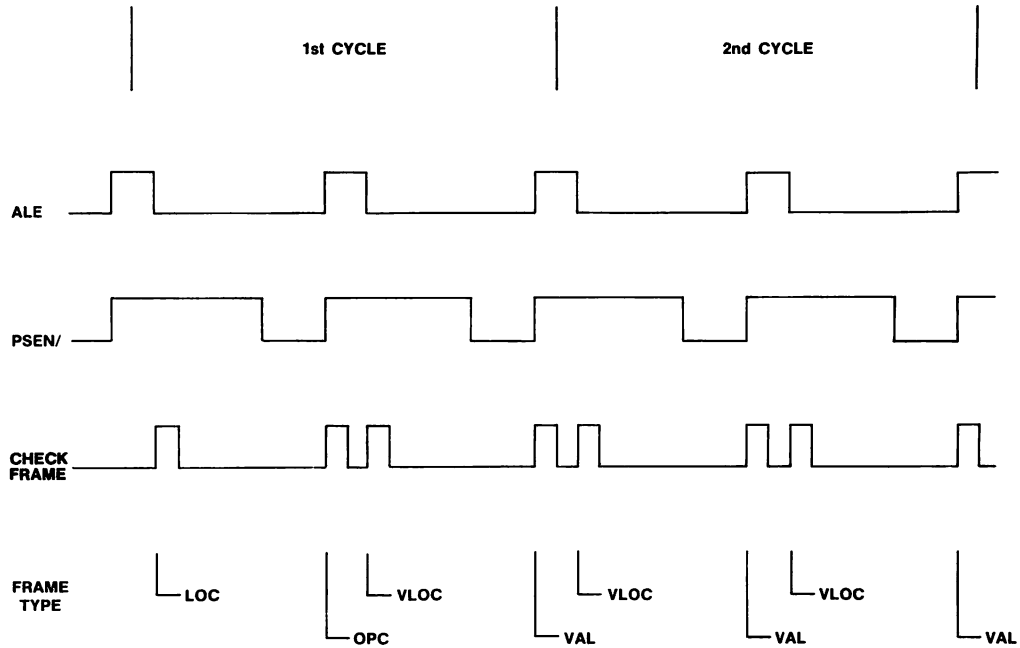 1st CYCLE
2nd CYCLE
ALE
PSEN/
CHECK
FRAME
FRAME
TYPE
LOC
VLOC
VLOC
VLOC
OPC
VAL
VAL
VAL